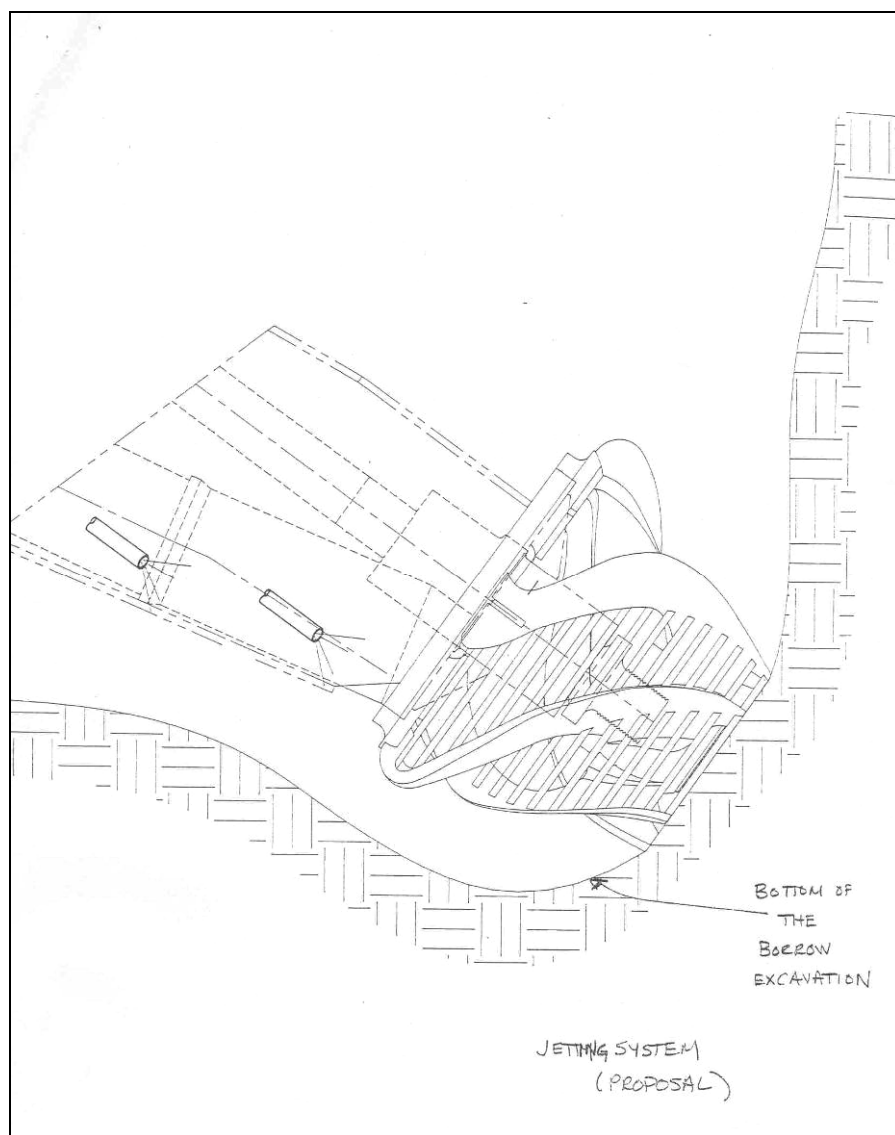 BOTTOM OF
THE
BORROW
EXCAVATION
JETTING SYSTEM
(PROPOSAL)